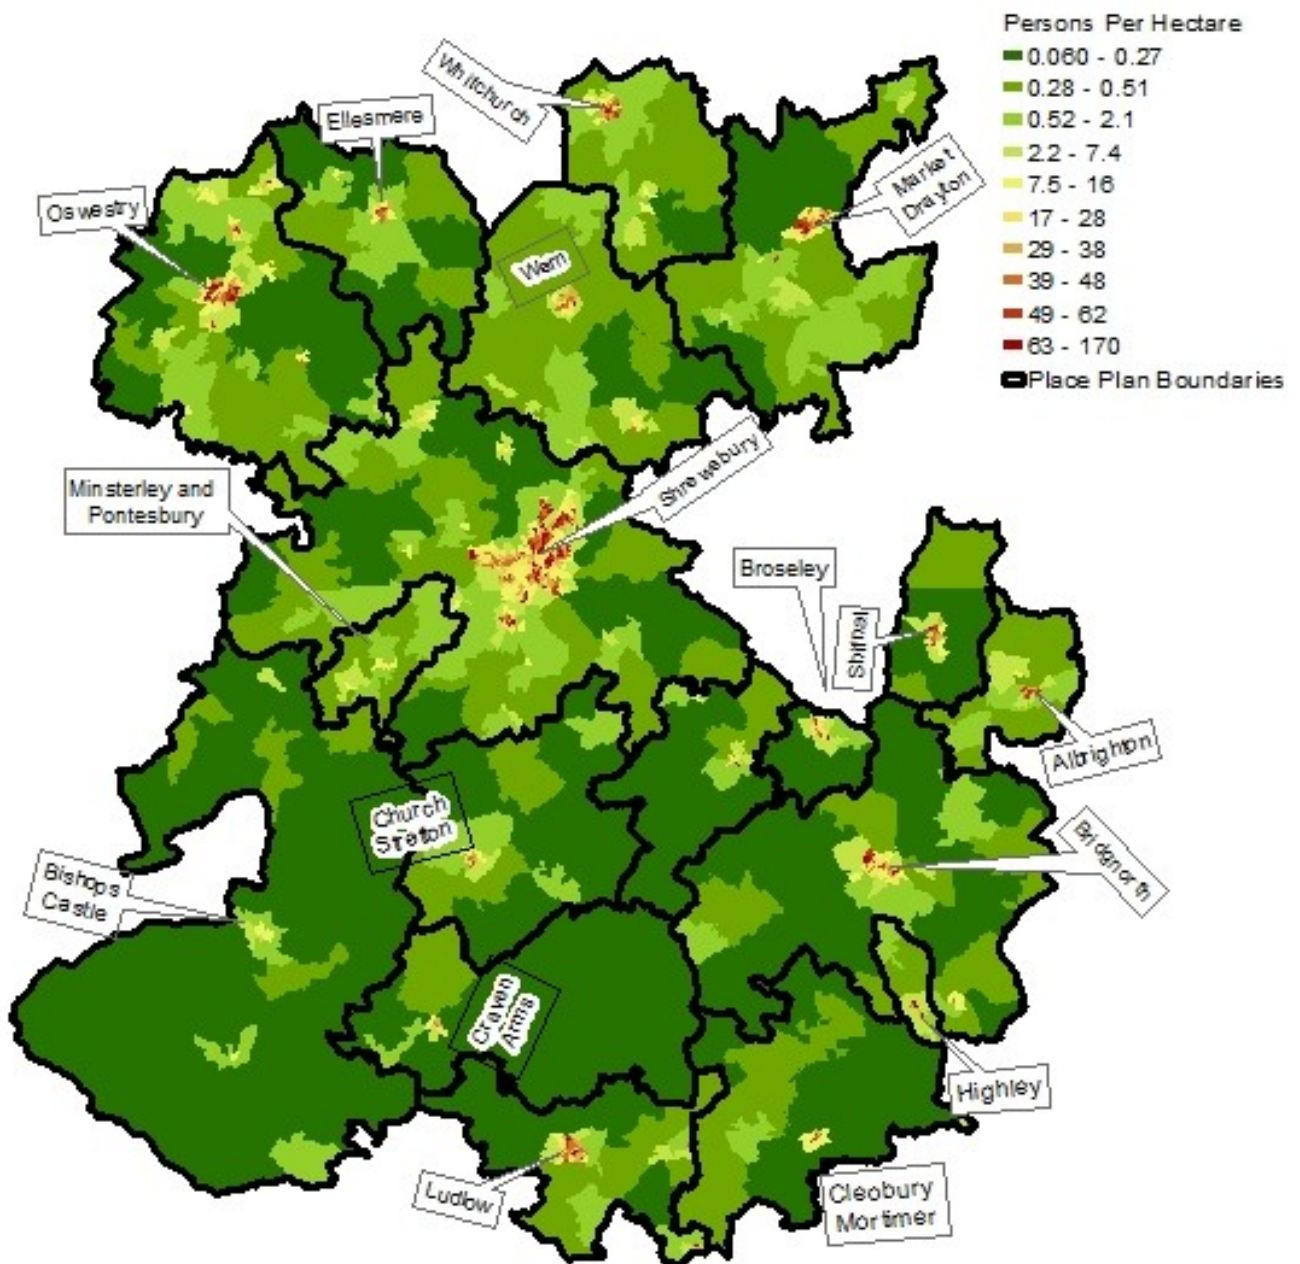 Persons Per Hectare
0.060 - 0.27
0.28 - 0.51
0.52 - 2.1
2.2 - 7.4
7.5 - 16
17 - 28
29 - 38
39 - 48
49 - 62
63 - 170
Place Plan Boundaries
Whitchurch
Ellesmere
Market
Drayton
Oswestry
Wem
Shrewsbury
Minsterley and
Pontesbury
Broseley
Shifnal
Albrighton
Church
Stretton
Bridgnorth
Bishops
Castle
Craven
Arms
Highley
Ludlow
Cleobury
Mortimer